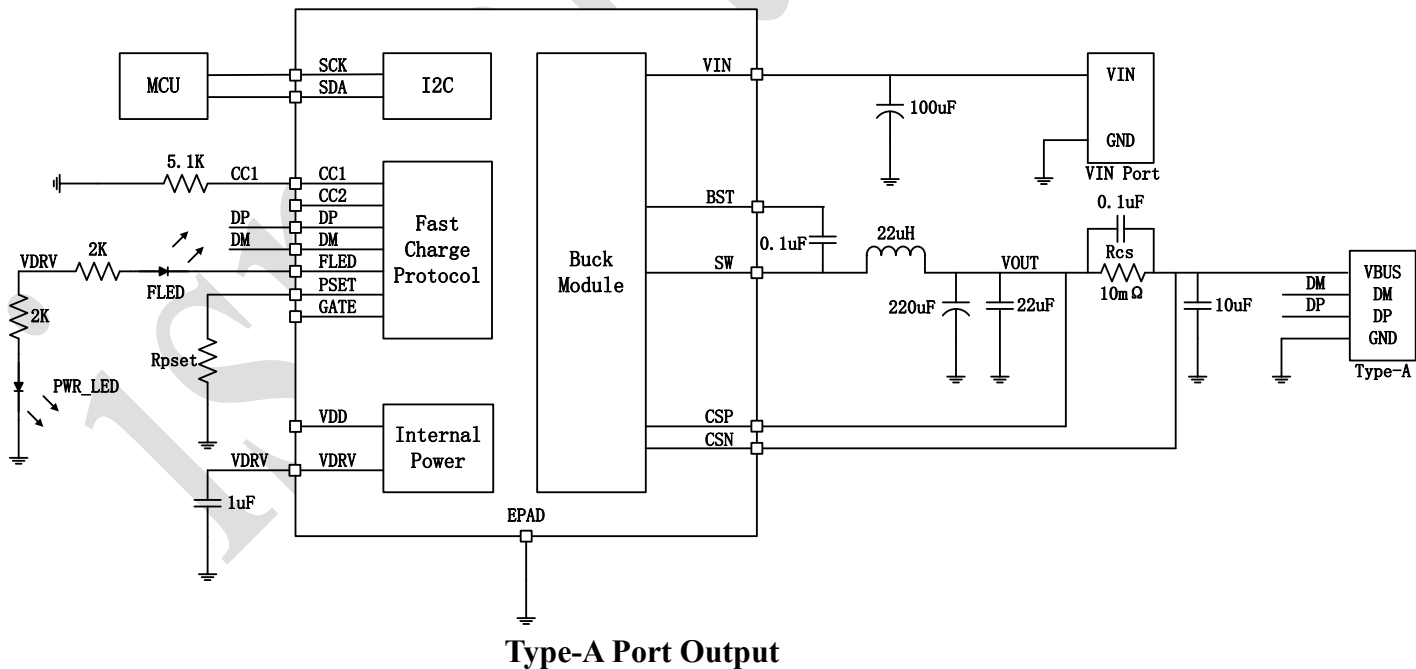 MCU
SCK
SDA
I2C
VIN
100uF
VIN
GND
VIN Port
5.1K
CC1
CC1
CC2
DP
DP
DM
DM
FLED
PSET
GATE
Fast
Charge
Protocol
Buck
Module
BST
0.1uF
SW
22uH
VOUT
0.1uF
Rcs
10mΩ
220uF
22uF
10uF
VBUS
DM
DM
DP
DP
GND
Type-A
VDRV
2K
FLED
2K
PWR_LED
Rpset
VDD
VDRV
VDRV
Internal
Power
1uF
CSP
CSN
EPAD
Type-A Port Output